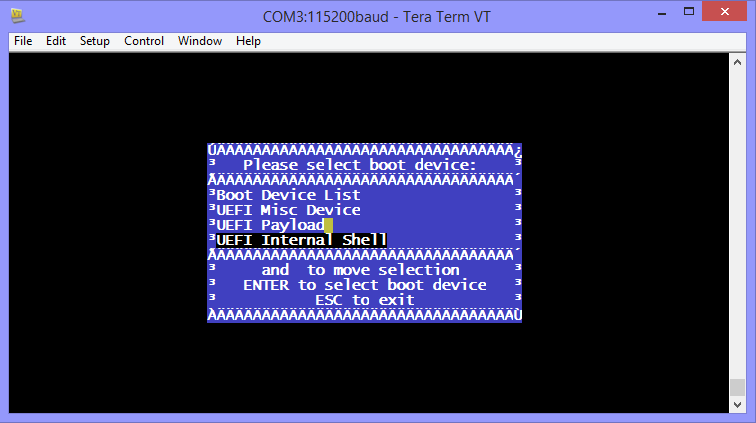 COM3:115200baud - Tera Term VT
File Edit Setup Control Window Help
ÚÄÄÄÄÄÄÄÄÄÄÄÄÄÄÄÄÄÄÄÄÄÄÄÄÄÄÄÄÄÄÄÄÄ¿
³   Please select boot device:    ³
ÃÄÄÄÄÄÄÄÄÄÄÄÄÄÄÄÄÄÄÄÄÄÄÄÄÄÄÄÄÄÄÄÄÄ´
³Boot Device List                 ³
³UEFI Misc Device                 ³
³UEFI Payload                     ³
³UEFI Internal Shell              ³
ÃÄÄÄÄÄÄÄÄÄÄÄÄÄÄÄÄÄÄÄÄÄÄÄÄÄÄÄÄÄÄÄÄÄ´
³     and  to move selection      ³
³   ENTER to select boot device   ³
³           ESC to exit           ³
ÀÄÄÄÄÄÄÄÄÄÄÄÄÄÄÄÄÄÄÄÄÄÄÄÄÄÄÄÄÄÄÄÄÄÙ